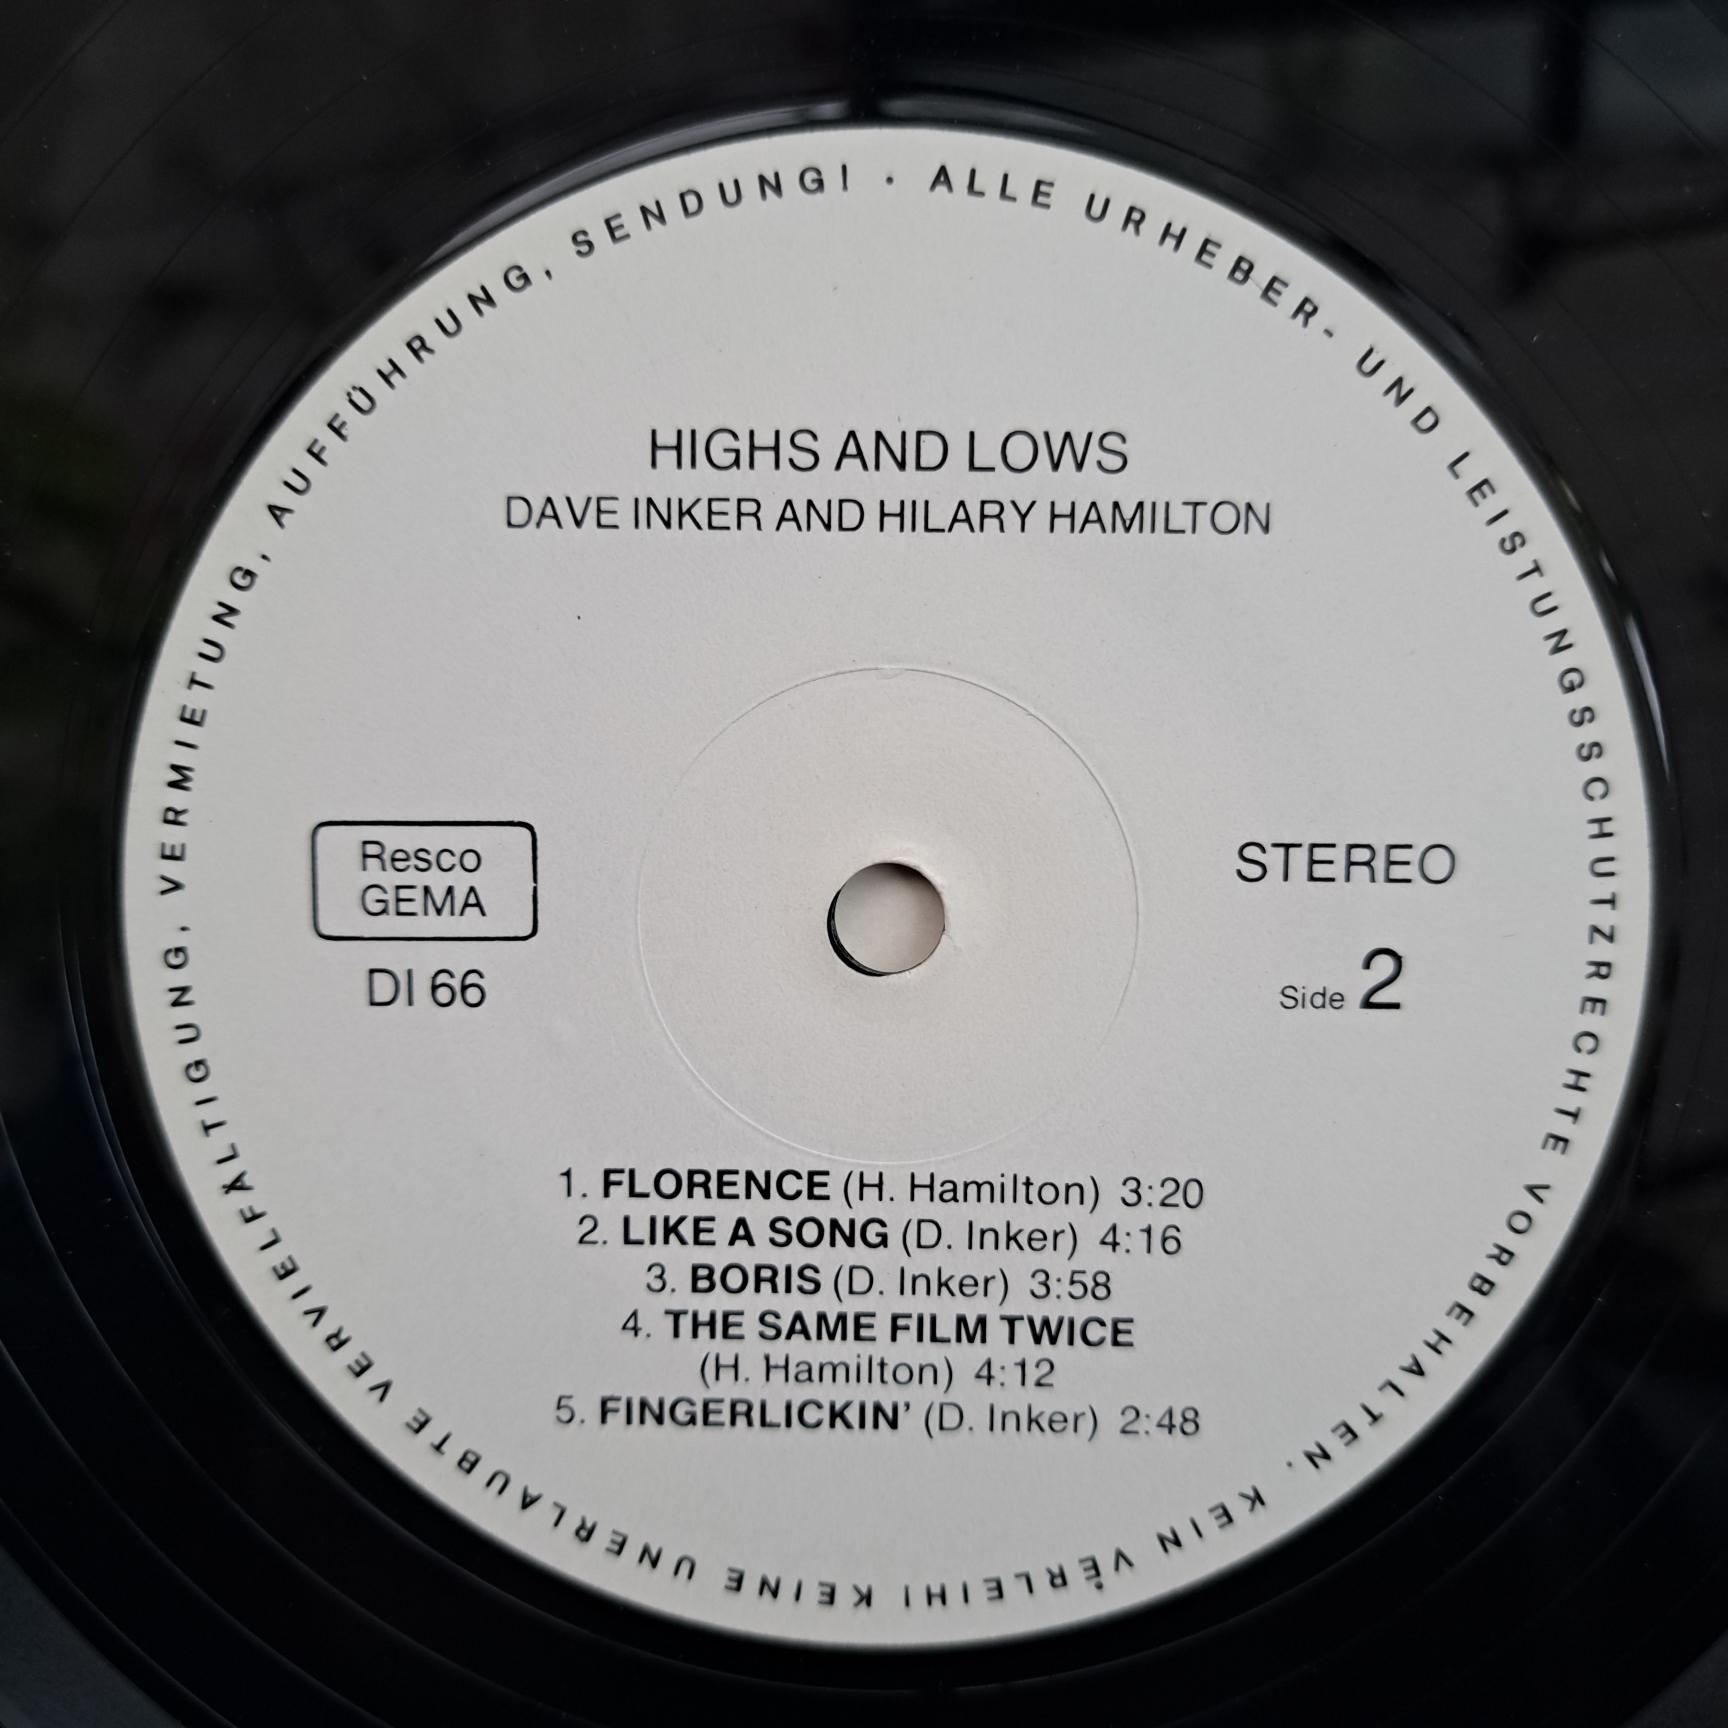 ALLE URHEBER- UND LEISTUNGSSCHUTZRECHTE VORBEHALTEN. KEIN VERLEIH! KEINE UNERLAUBTE VERVIELFÄLTIGUNG, VERMIETUNG, AUFFÜHRUNG, SENDUNG! ·
HIGHS AND LOWS
DAVE INKER AND HILARY HAMILTON
Resco
GEMA
DI 66
STEREO
Side 2
1. FLORENCE (H. Hamilton) 3:20
2. LIKE A SONG (D. Inker) 4:16
3. BORIS (D. Inker) 3:58
4. THE SAME FILM TWICE
(H. Hamilton) 4:12
5. FINGERLICKIN’ (D. Inker) 2:48